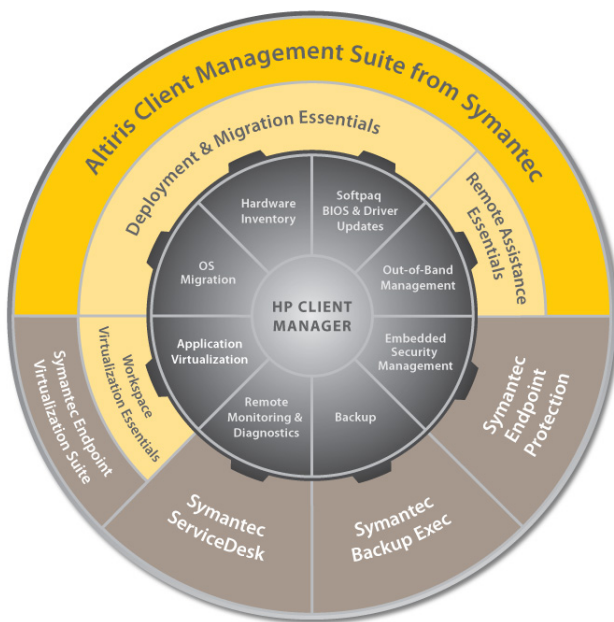 Altiris Client Management Suite from Symantec
Deployment & Migration Essentials
Remote Assistance
Essentials
Hardware
Inventory
Softpaq
BIOS & Driver
Updates
OS
Migration
Out-of-Band
Management
HP CLIENT
MANAGER
Application
Virtualization
Embedded
Security
Management
Remote
Monitoring &
Diagnostics
Backup
Workspace
Virtualization Essentials
Symantec Endpoint
Virtualization Suite
Symantec
ServiceDesk
Symantec
Backup Exec
Symantec
Endpoint
Protection